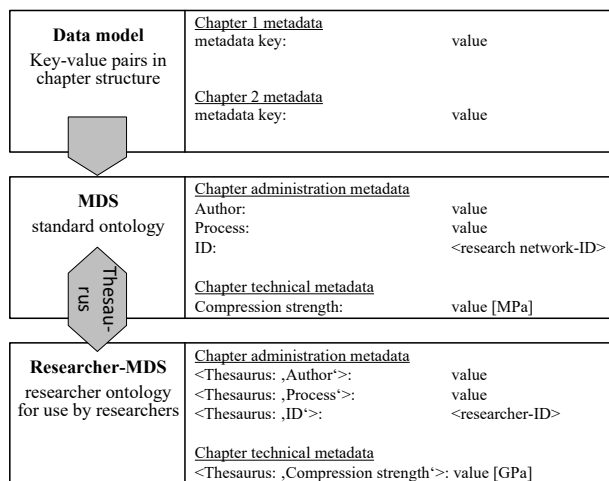 Data model
Key-value pairs in
chapter structure
Chapter 1 metadata
metadata key: value
Chapter 2 metadata
metadata key: value
MDS
standard ontology
Chapter administration metadata
Author: value
Process: value
ID: <research network-ID>
Chapter technical metadata
Compression strength: value [MPa]
Thesau-
rus
Researcher-MDS
researcher ontology
for use by researchers
Chapter administration metadata
<Thesaurus: ‚Author‘>: value
<Thesaurus: ‚Process‘>: value
<Thesaurus: ‚ID‘>: <researcher-ID>
Chapter technical metadata
<Thesaurus: ‚Compression strength‘>: value [GPa]